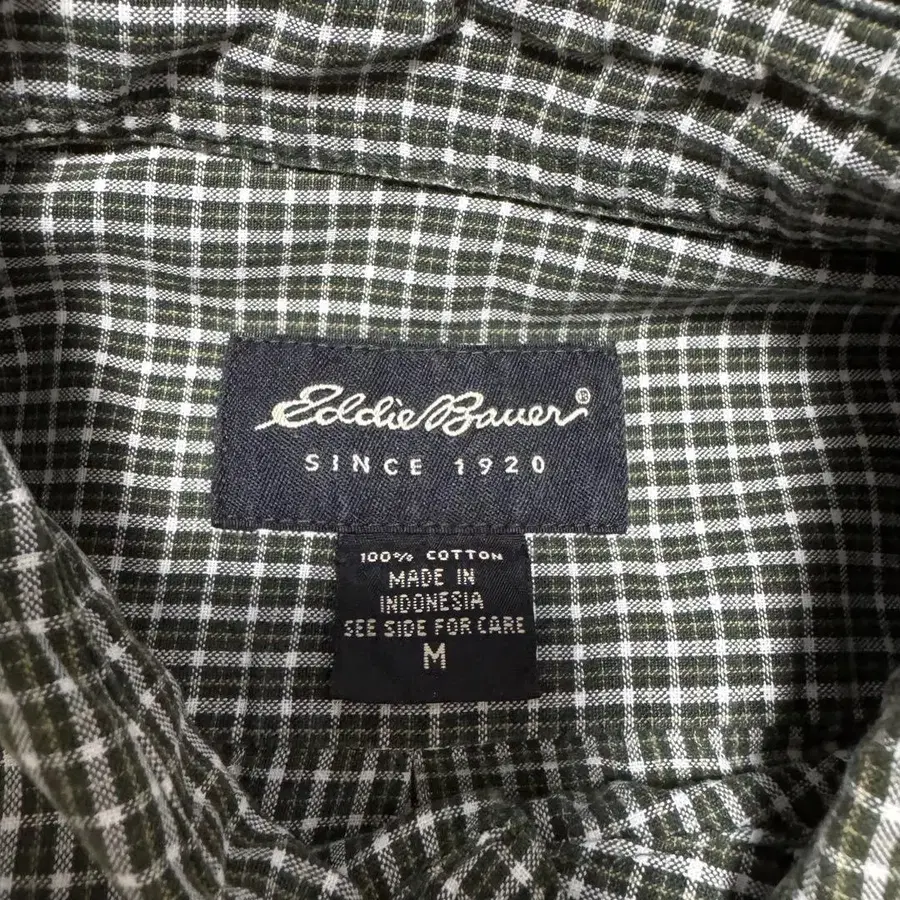 Eddie Bauer®
SINCE 1920
100% COTTON
MADE IN
INDONESIA
SEE SIDE FOR CARE
M